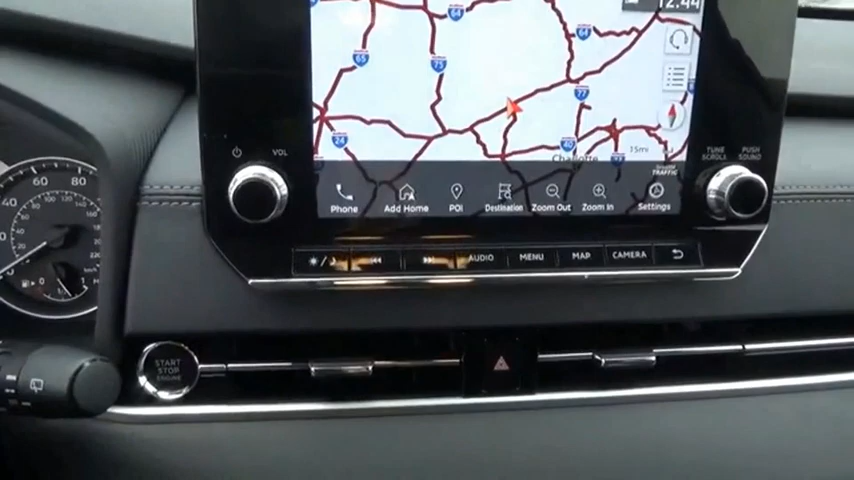 12:44
64
64
65
75
77
24
40
15mi
Charlotte
TRAFFIC
VOL
TUNE SCROLL
PUSH SOUND
Phone
Add Home
POI
Destination
Zoom Out
Zoom In
Settings
AUDIO
MENU
MAP
CAMERA
60
80
40
100
120
START
STOP
ENGINE